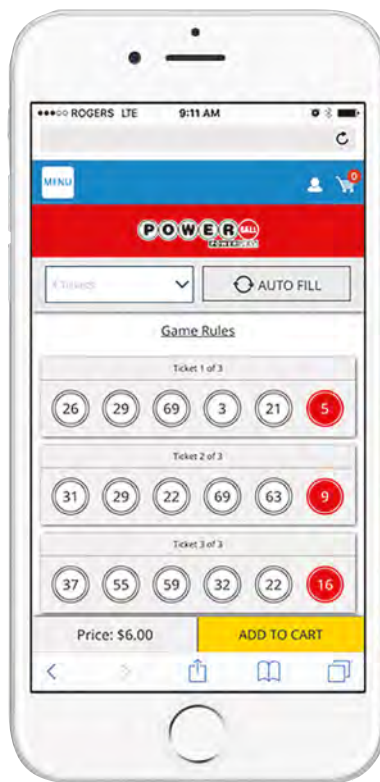 ROGERS LTE 9:11 AM
MENU 0
POWERBALL
POWERPLAY
Tickets AUTO FILL
Game Rules
Ticket 1 of 3
26 29 69 3 21 5
Ticket 2 of 3
31 29 22 69 63 9
Ticket 3 of 3
37 55 59 32 22 16
Price: $6.00 ADD TO CART